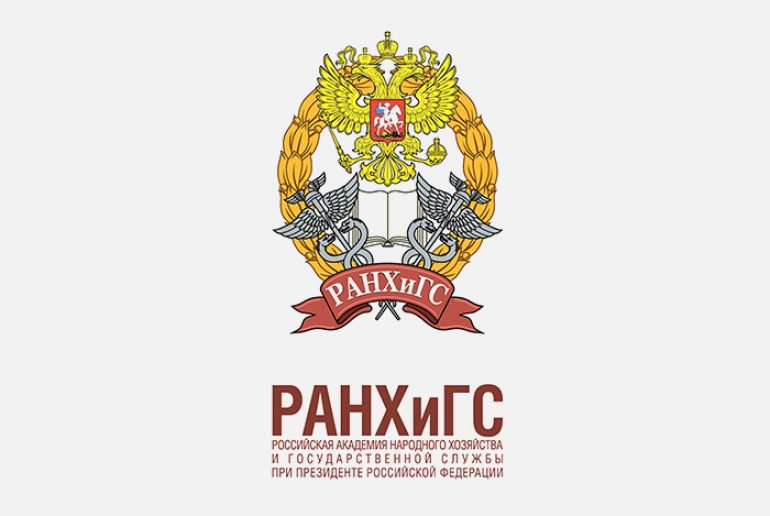 РАНХиГС
РАНХиГС
РОССИЙСКАЯ АКАДЕМИЯ НАРОДНОГО ХОЗЯЙСТВА
И ГОСУДАРСТВЕННОЙ СЛУЖБЫ
ПРИ ПРЕЗИДЕНТЕ РОССИЙСКОЙ ФЕДЕРАЦИИ